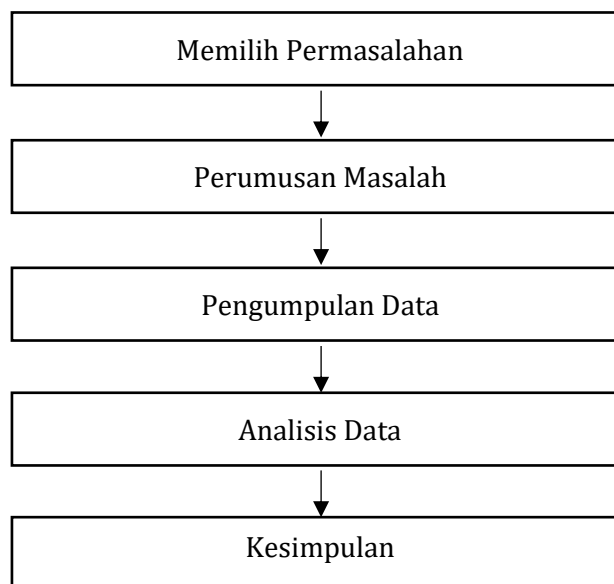 Memilih Permasalahan
Perumusan Masalah
Pengumpulan Data
Analisis Data
Kesimpulan